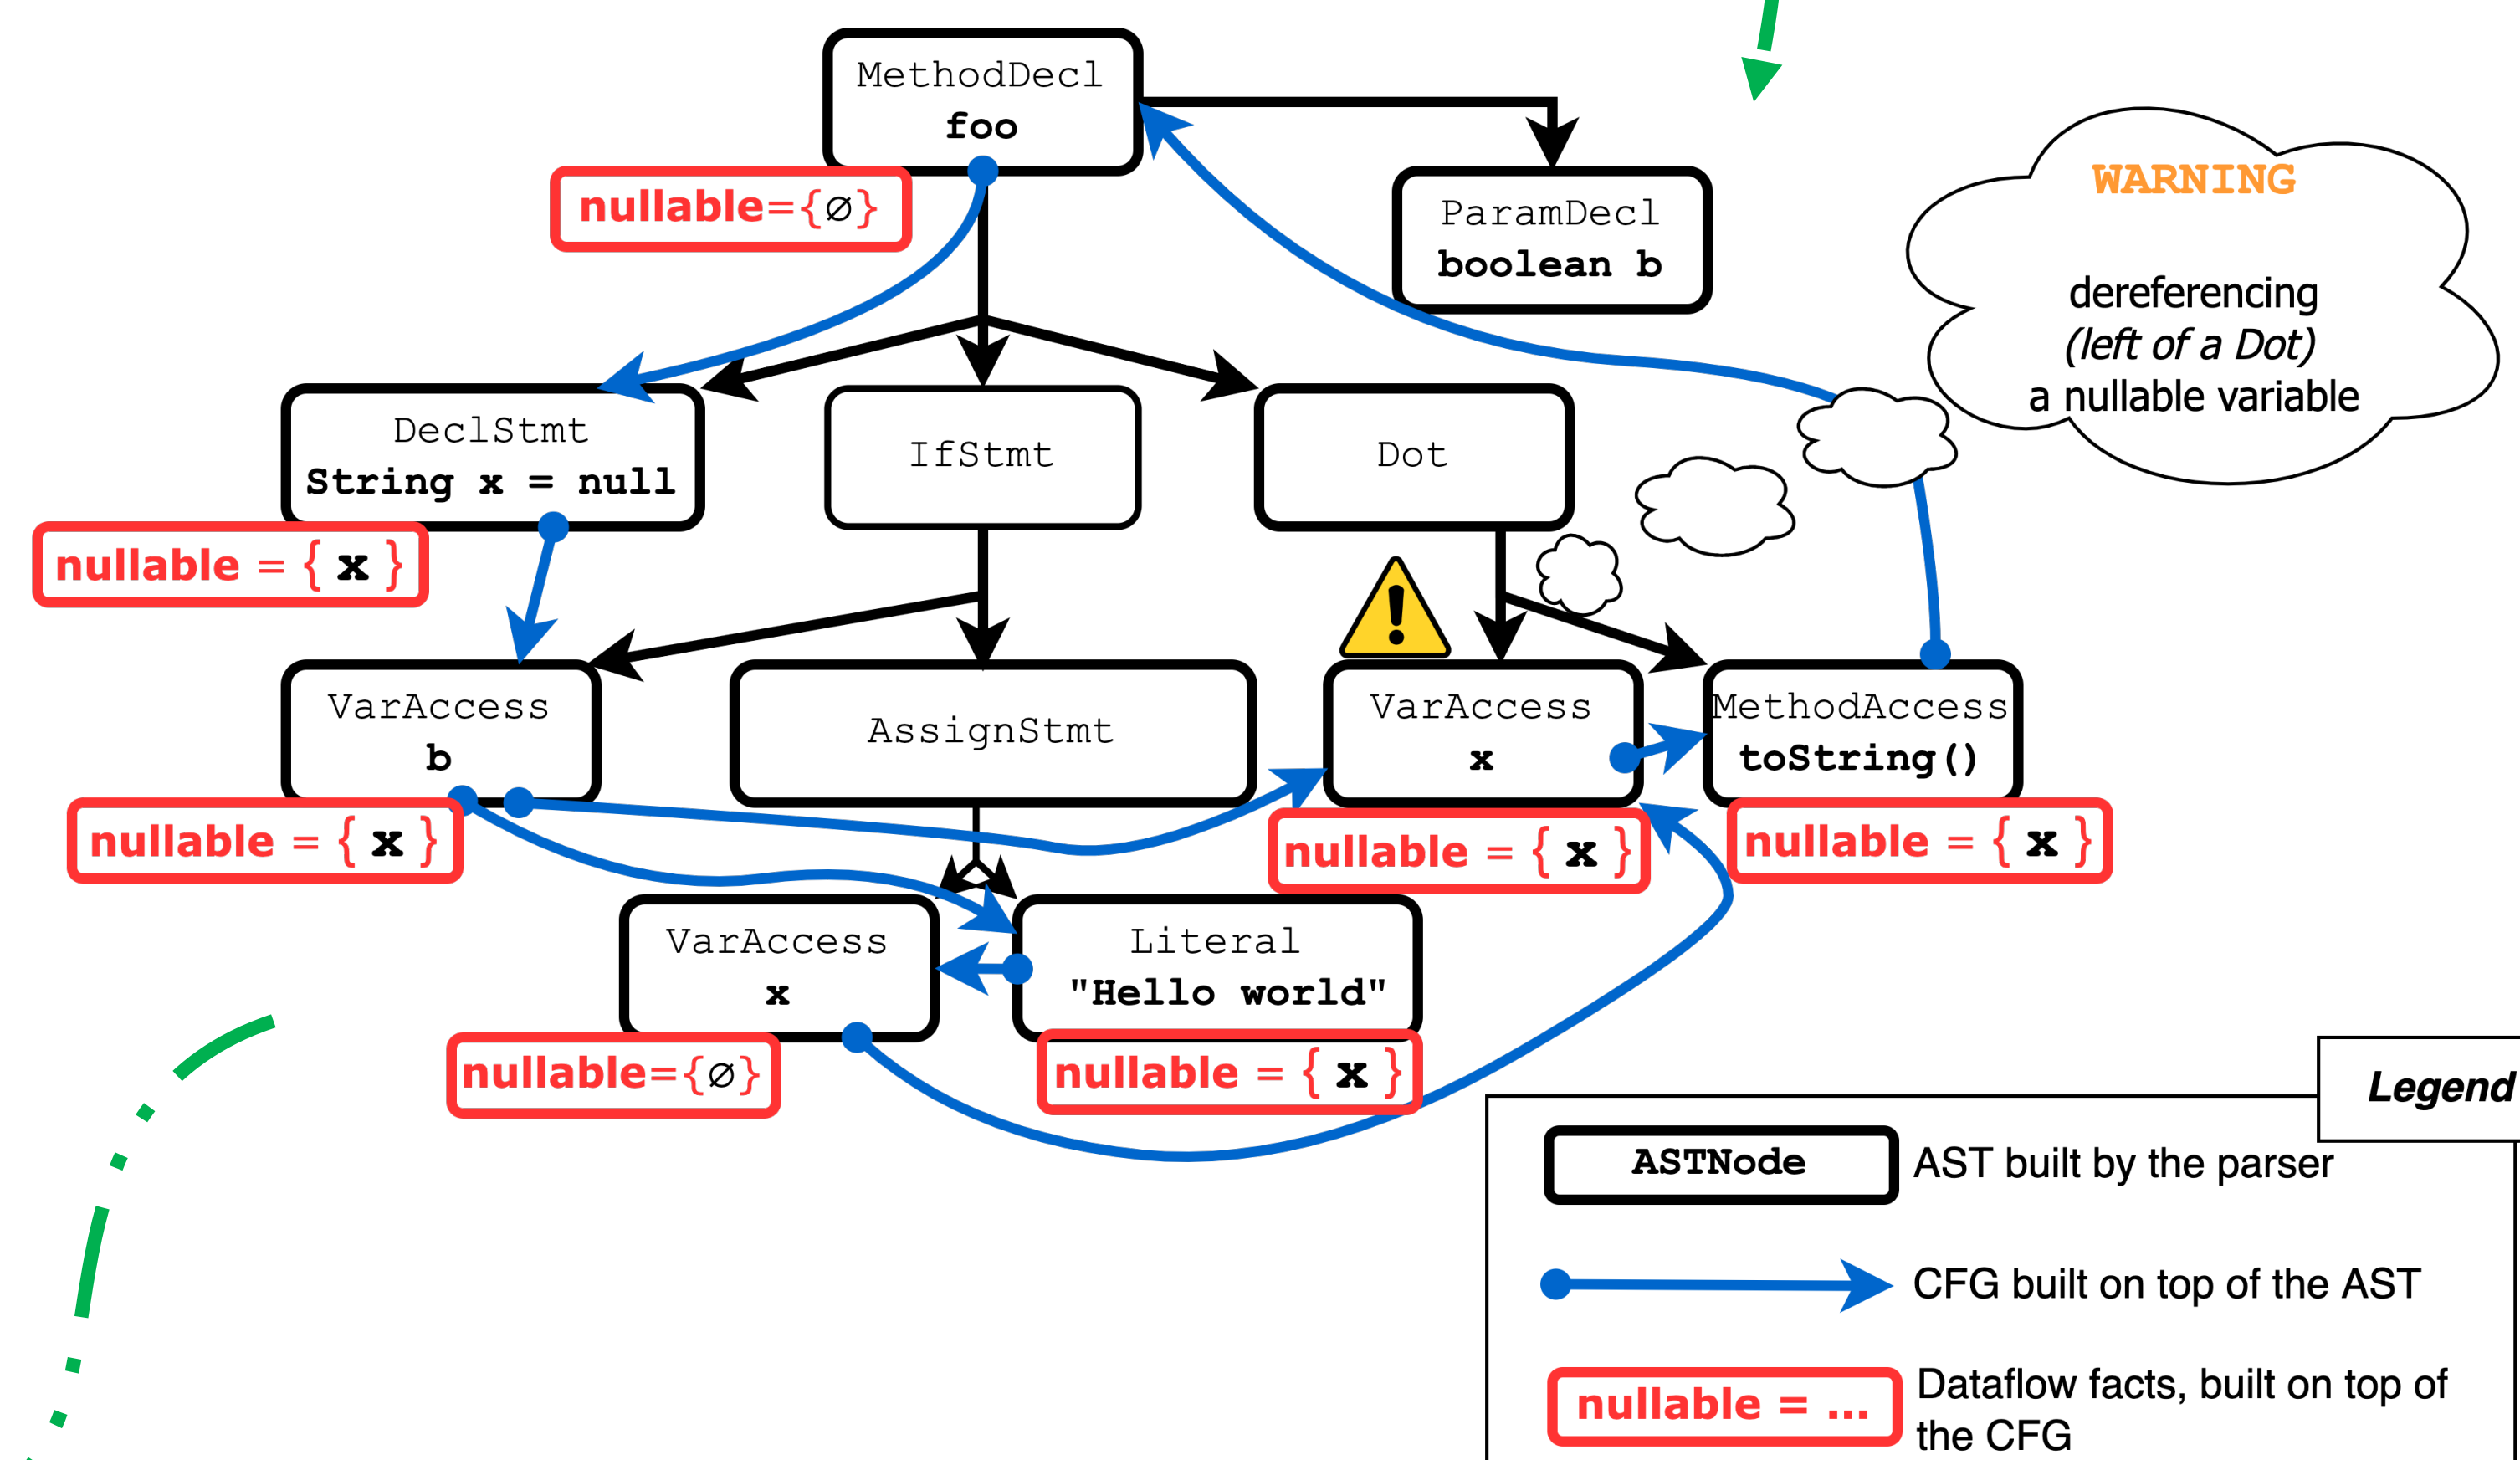 MethodDecl
foo
nullable={∅}
ParamDecl
boolean b
WARNING
dereferencing
(left of a Dot)
a nullable variable
DeclStmt
String x = null
IfStmt
Dot
nullable = { x }
VarAccess
b
AssignStmt
!
VarAccess
x
MethodAccess
toString()
nullable = { x }
nullable = { x }
nullable = { x }
VarAccess
x
Literal
"Hello world"
nullable={∅}
nullable = { x }
Legend
ASTNode
AST built by the parser
CFG built on top of the AST
nullable = ...
Dataflow facts, built on top of
the CFG